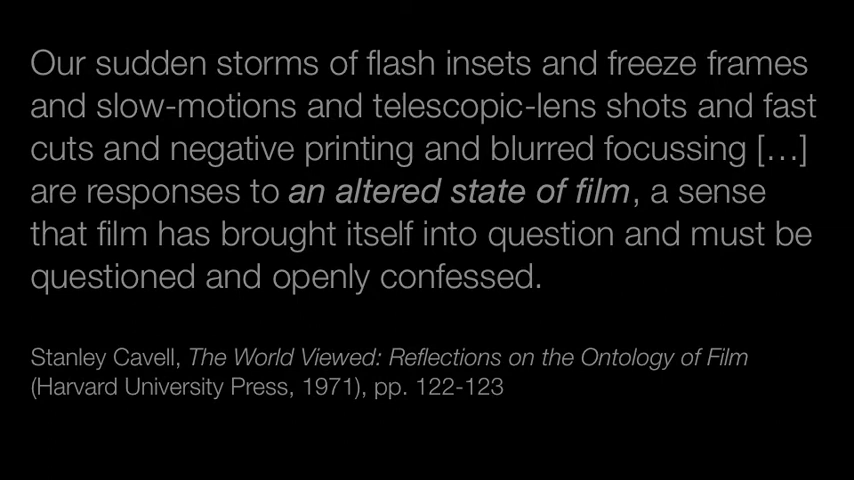 Our sudden storms of flash insets and freeze frames
and slow-motions and telescopic-lens shots and fast
cuts and negative printing and blurred focussing […]
are responses to an altered state of film, a sense
that film has brought itself into question and must be
questioned and openly confessed.
Stanley Cavell, The World Viewed: Reflections on the Ontology of Film
(Harvard University Press, 1971), pp. 122-123